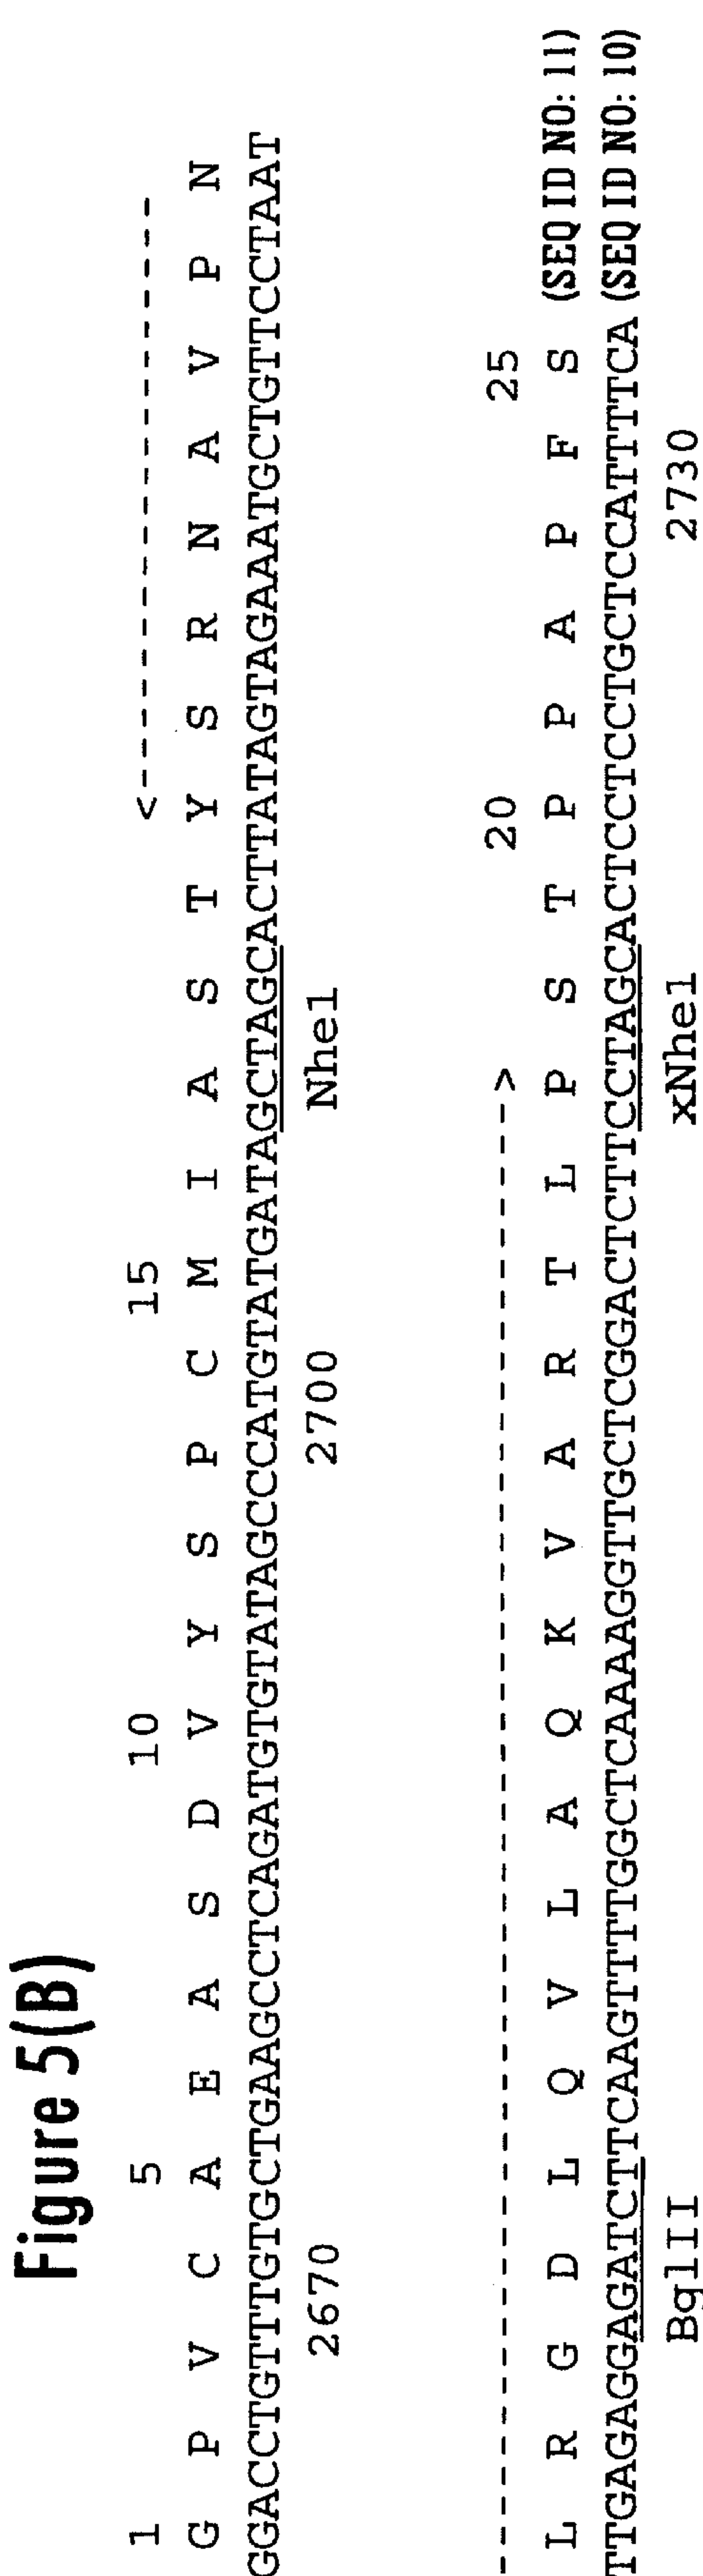 Figure 5(B)
1 5 10 15 <--------------
G P V C A E A S D V Y S P C M I A S T Y S R N A V P N
GGACCTGTTTGTGCTGAAGCCTCAGATGTGTATAGCCCATGTATGATAGCTAGCACTTATAGTAGAAATGCTGTTCCTAAT
2670 2700 Nhe1
----------------------------------> 20 25
L R G D L Q V L A Q K V A R T L P S T P P A P F S (SEQ ID NO: 11)
TTGAGAGGAGATCTTCAAGTTTTGGCTCAAAAGGTTGCTCGGACTCTTCCTAGCACTCCTCCTGCTCCATTTTCA (SEQ ID NO: 10)
BglII xNhe1 2730